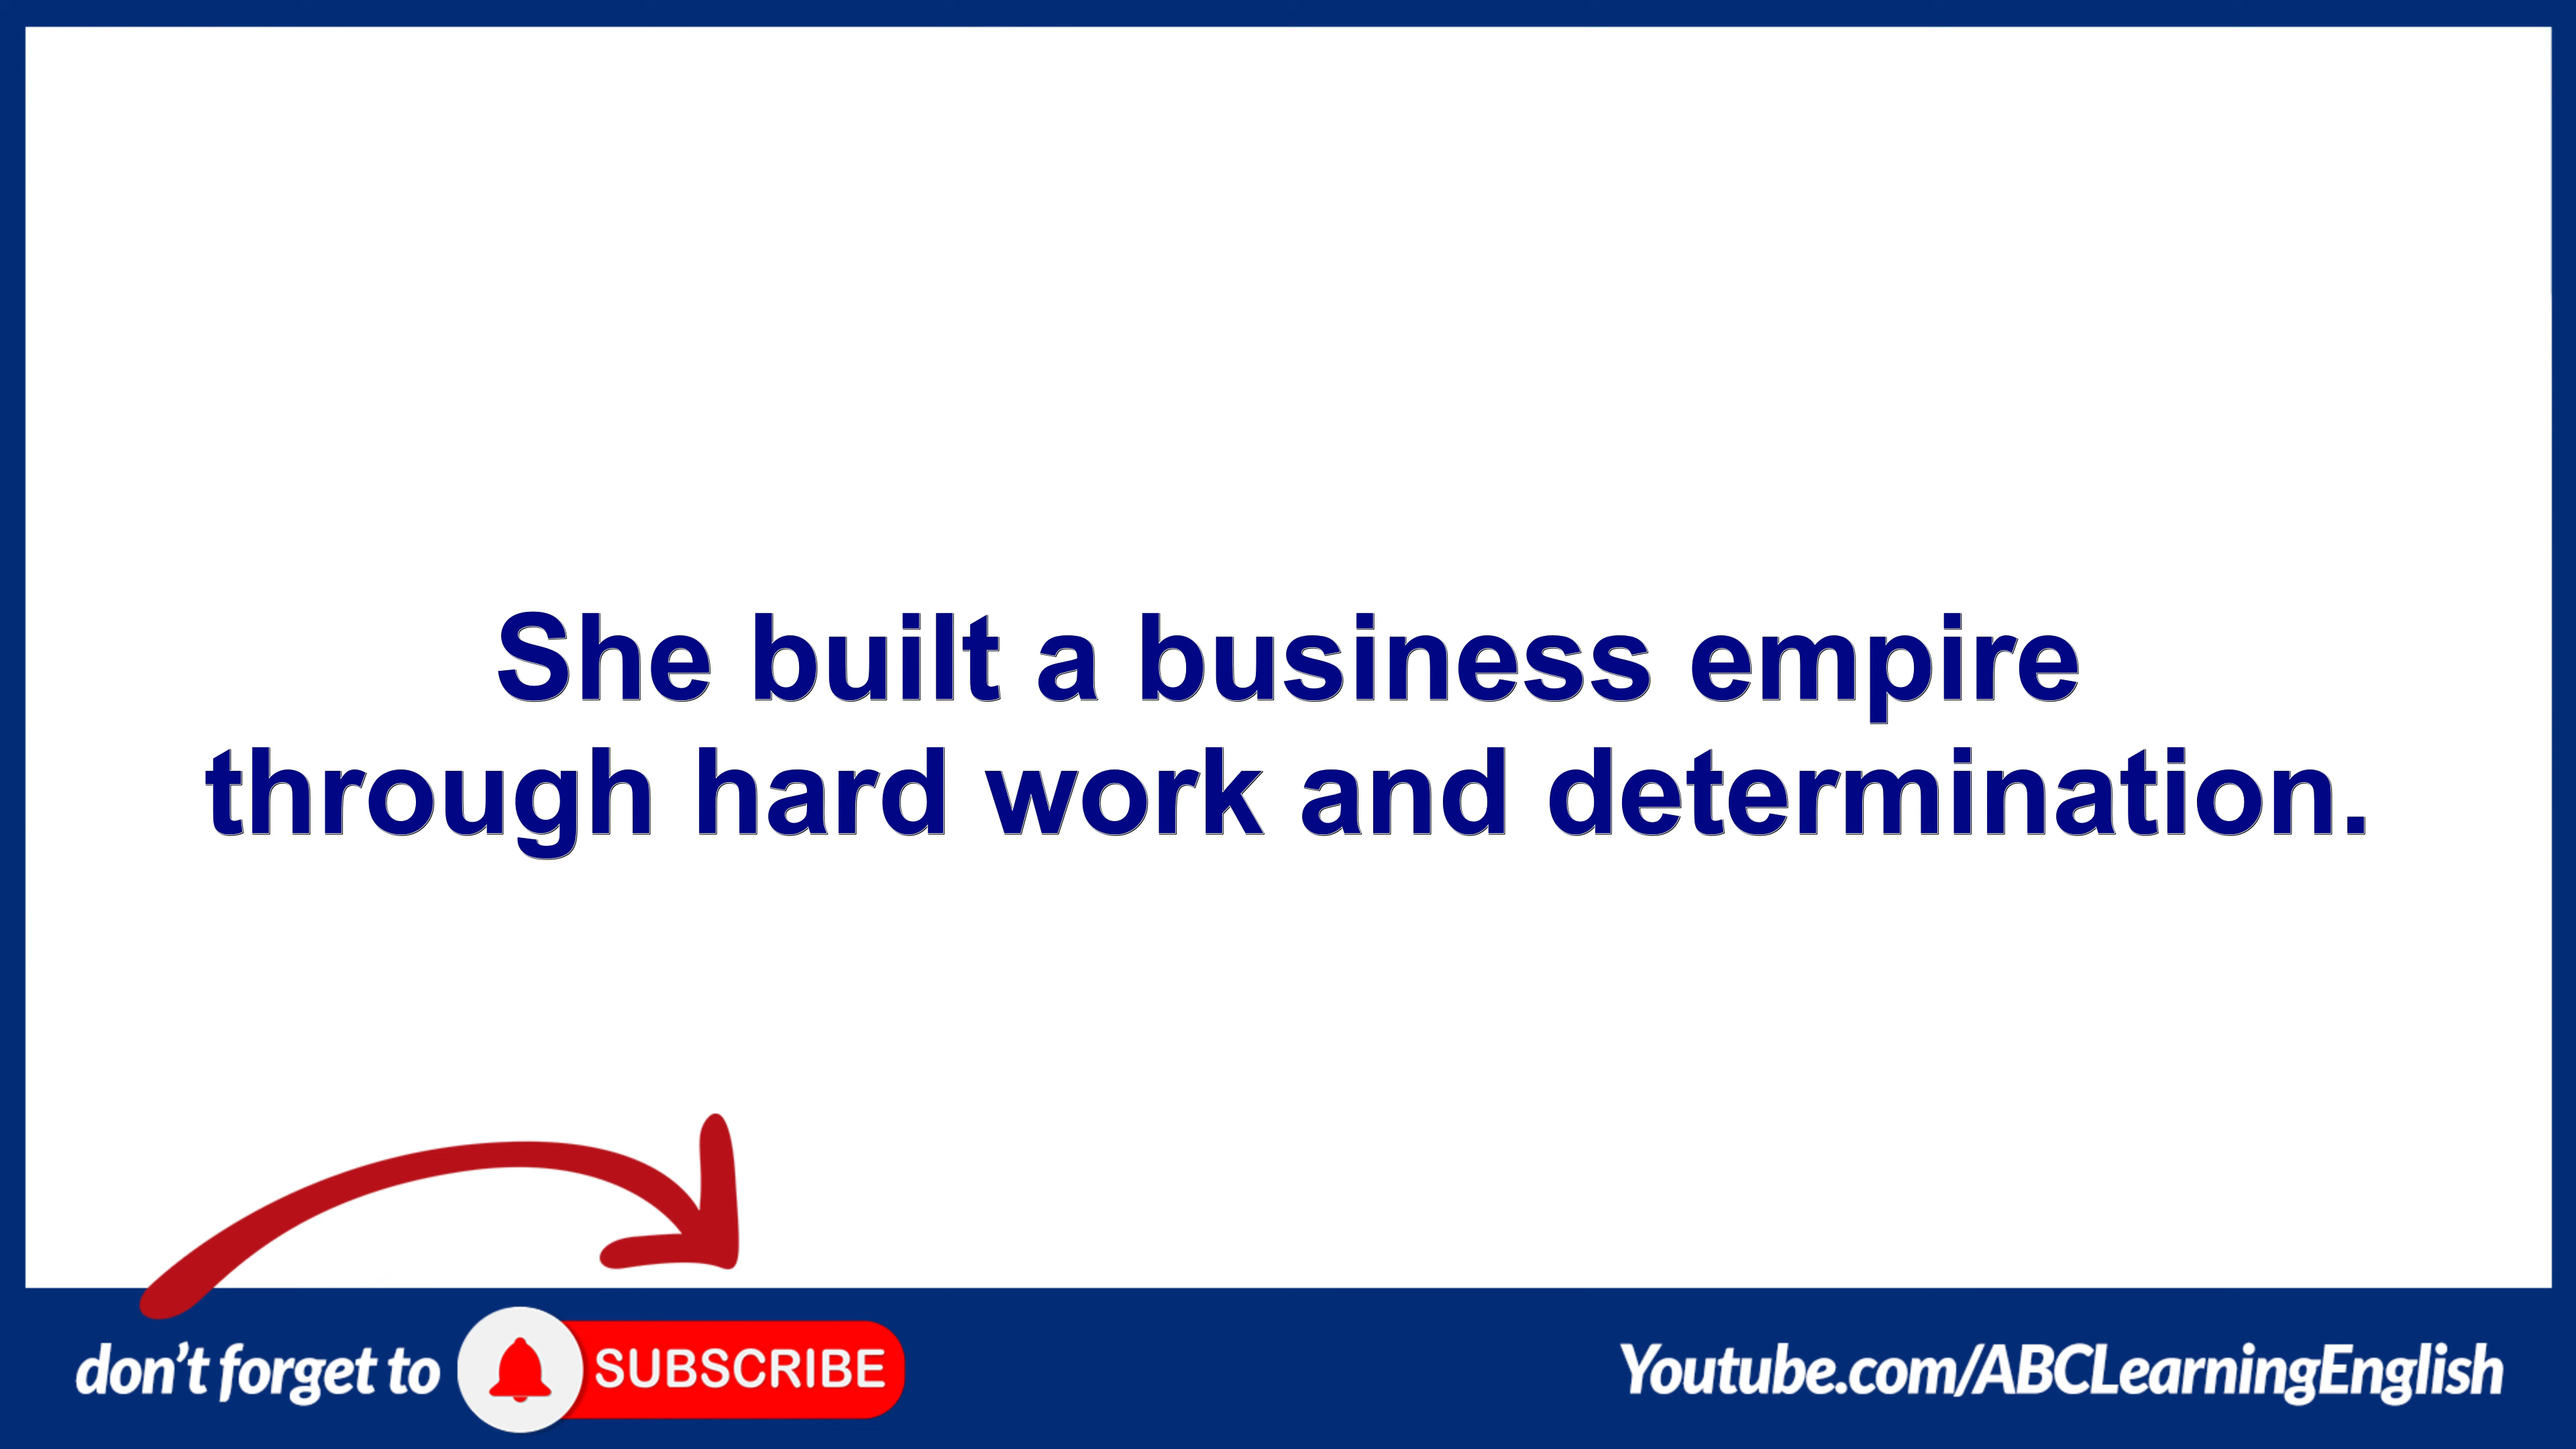 She built a business empire
through hard work and determination.
don't forget to SUBSCRIBE
Youtube.com/ABCLearningEnglish